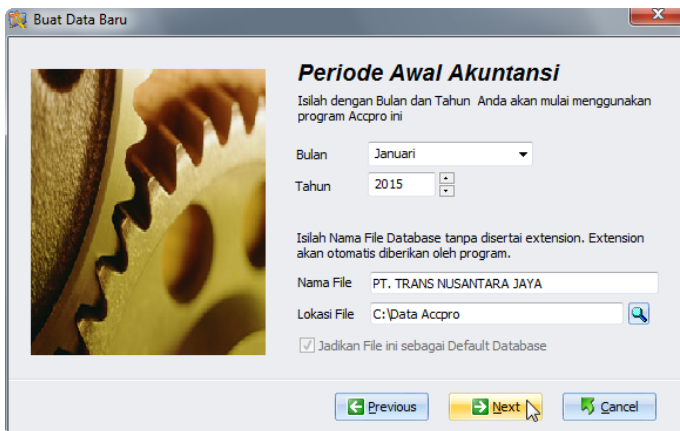 Buat Data Baru
Periode Awal Akuntansi
Isilah dengan Bulan dan Tahun Anda akan mulai menggunakan
program Accpro ini
Bulan Januari
Tahun 2015
Isilah Nama File Database tanpa disertai extension. Extension
akan otomatis diberikan oleh program.
Nama File PT. TRANS NUSANTARA JAYA
Lokasi File C:\Data Accpro
Jadikan File ini sebagai Default Database
Previous Next Cancel